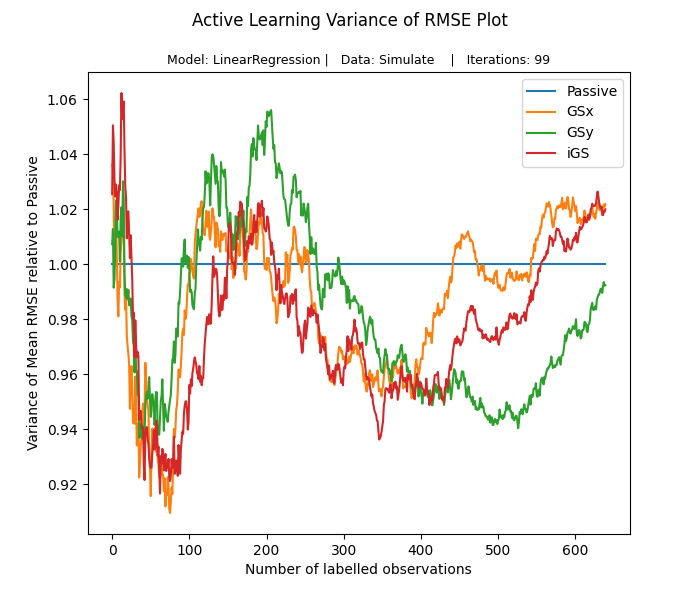 Active Learning Variance of RMSE Plot
Model: LinearRegression |   Data: Simulate    |   Iterations: 99
Variance of Mean RMSE relative to Passive
1.06
1.04
1.02
1.00
0.98
0.96
0.94
0.92
Passive
GSx
GSy
iGS
0 100 200 300 400 500 600
Number of labelled observations